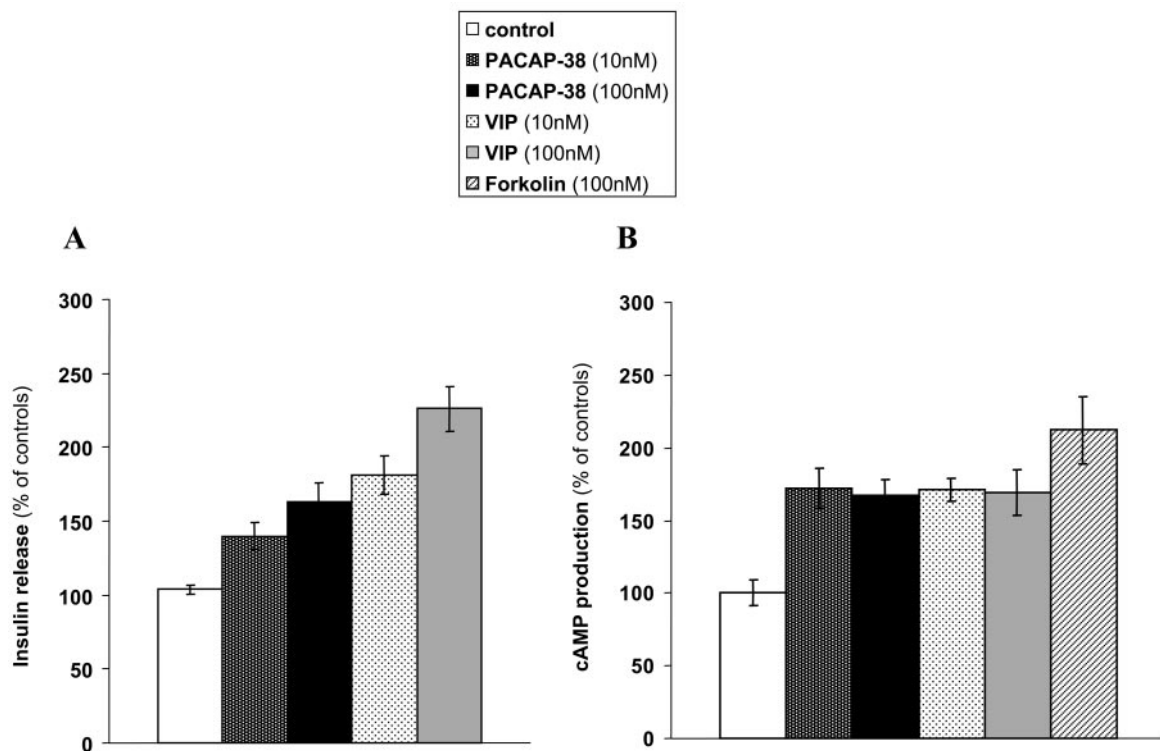 control
PACAP-38 (10nM)
PACAP-38 (100nM)
VIP (10nM)
VIP (100nM)
Forkolin (100nM)
A
300
250
200
150
100
50
0
Insulin release (% of controls)
B
300
250
200
150
100
50
0
cAMP production (% of controls)